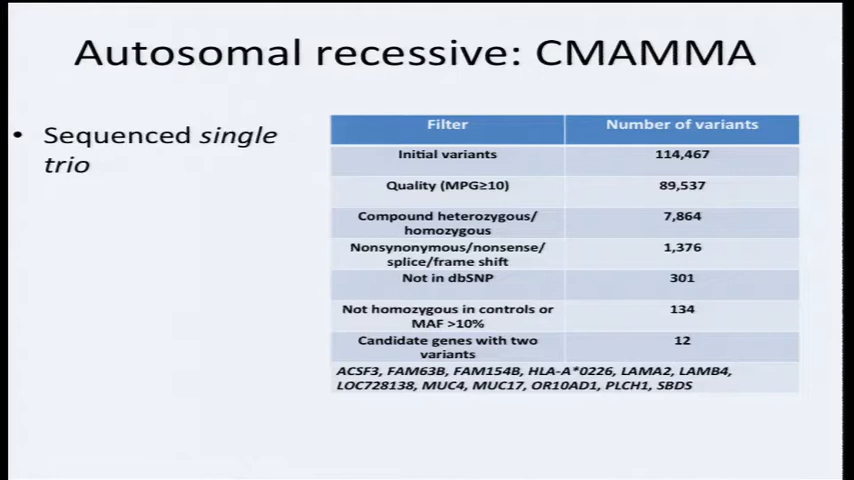 Autosomal recessive: CMAMMA
• Sequenced single
trio
Filter Number of variants
Initial variants 114,467
Quality (MPG≥10) 89,537
Compound heterozygous/
homozygous 7,864
Nonsynonymous/nonsense/
splice/frame shift 1,376
Not in dbSNP 301
Not homozygous in controls or
MAF >10% 134
Candidate genes with two
variants 12
ACSF3, FAM63B, FAM154B, HLA-A*0226, LAMA2, LAMB4,
LOC728138, MUC4, MUC17, OR10AD1, PLCH1, SBDS